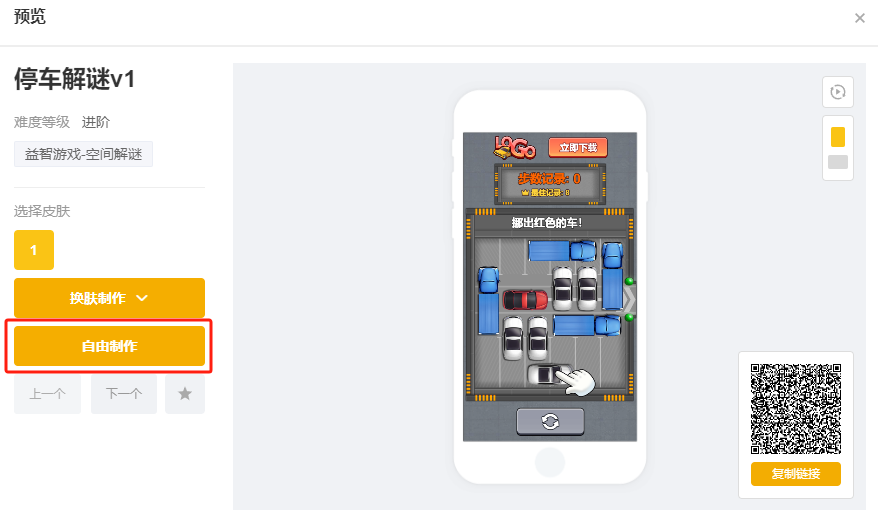 预览
停车解谜v1
难度等级 进阶
益智游戏-空间解谜
选择皮肤
1
换肤制作
自由制作
上一个 下一个
LOGO 立即下载
步数记录: 0
最佳记录: 8
挪出红色的车!
复制链接